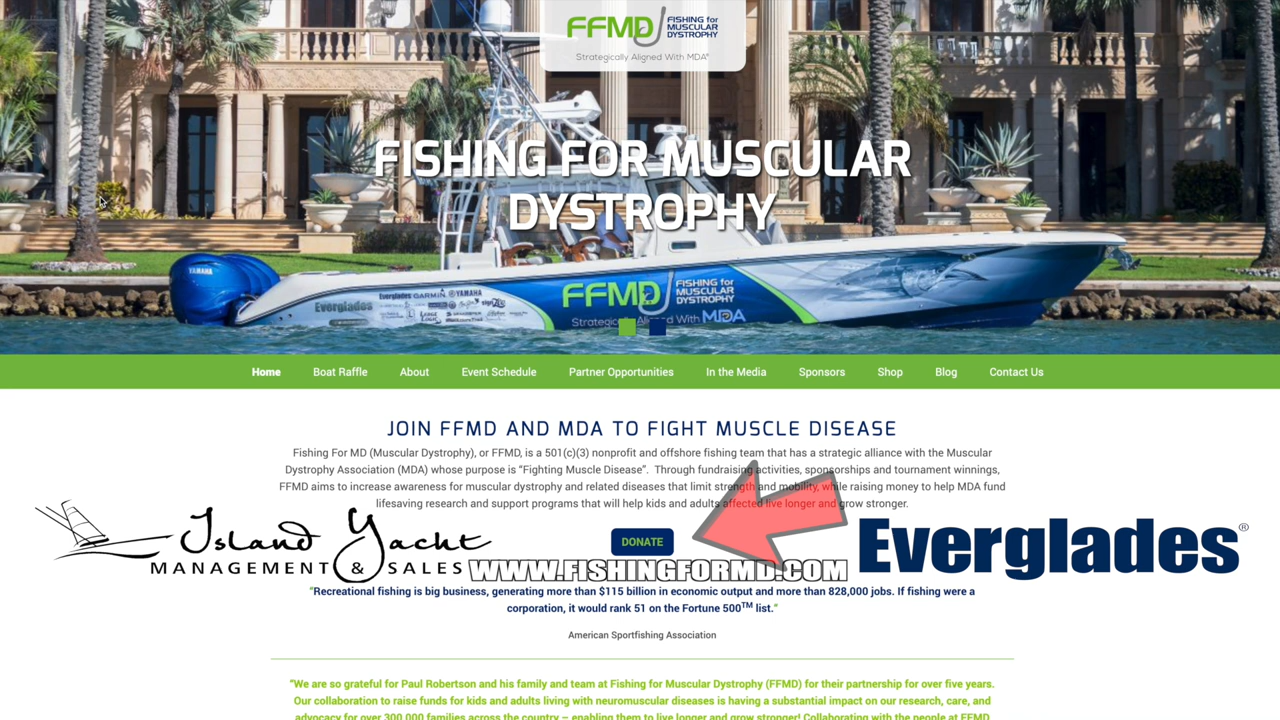 FFMD FISHING for
MUSCULAR
DYSTROPHY
Strategically Aligned With MDA®
FISHING FOR MUSCULAR
DYSTROPHY
YAMAHA
Everglades
Everglades GARMIN YAMAHA
FFMD FISHING for
MUSCULAR
DYSTROPHY
Strategically Aligned With MDA
Home Boat Raffle About Event Schedule Partner Opportunities In the Media Sponsors Shop Blog Contact Us
JOIN FFMD AND MDA TO FIGHT MUSCLE DISEASE
Fishing For MD (Muscular Dystrophy), or FFMD, is a 501(c)(3) nonprofit and offshore fishing team that has a strategic alliance with the Muscular
Dystrophy Association (MDA) whose purpose is “Fighting Muscle Disease”. Through fundraising activities, sponsorships and tournament winnings,
FFMD aims to increase awareness for muscular dystrophy and related diseases that limit strength and mobility, while raising money to help MDA fund
lifesaving research and support programs that will help kids and adults affected live longer and grow stronger.
Island Yacht
MANAGEMENT & SALES
DONATE
Everglades®
WWW.FISHINGFORMD.COM
“Recreational fishing is big business, generating more than $115 billion in economic output and more than 828,000 jobs. If fishing were a
corporation, it would rank 51 on the Fortune 500TM list.“
American Sportfishing Association
“We are so grateful for Paul Robertson and his family and team at Fishing for Muscular Dystrophy (FFMD) for their partnership for over five years.
Our collaboration to raise funds for kids and adults living with neuromuscular diseases is having a substantial impact on our research, care, and
advocacy for over 300,000 families across the country – enabling them to live longer and grow stronger! Collaborating with the people at FFMD